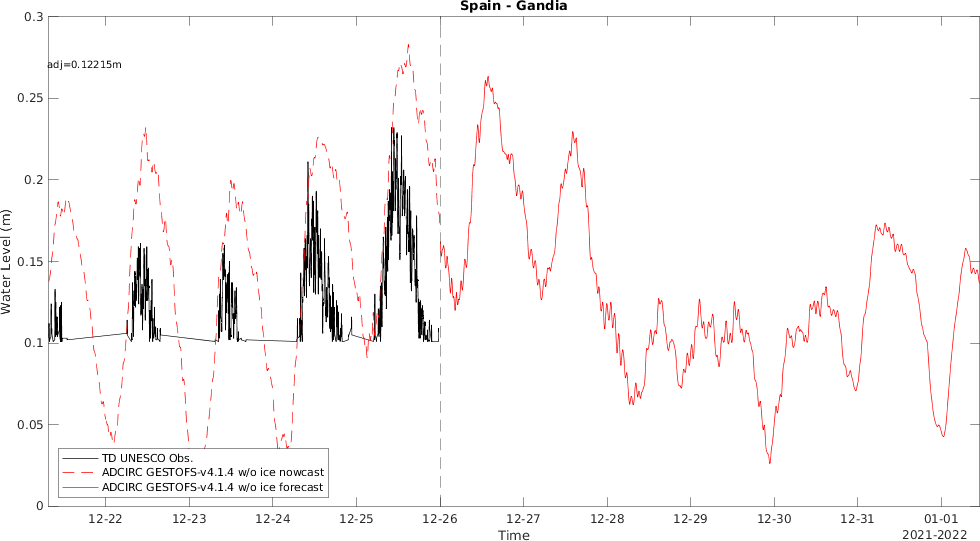 Spain - Gandia
adj=0.12215m
Water Level (m)
0.3
0.25
0.2
0.15
0.1
0.05
0
TD UNESCO Obs.
ADCIRC GESTOFS-v4.1.4 w/o ice nowcast
ADCIRC GESTOFS-v4.1.4 w/o ice forecast
12-22 12-23 12-24 12-25 12-26 12-27 12-28 12-29 12-30 12-31 01-01
Time
2021-2022